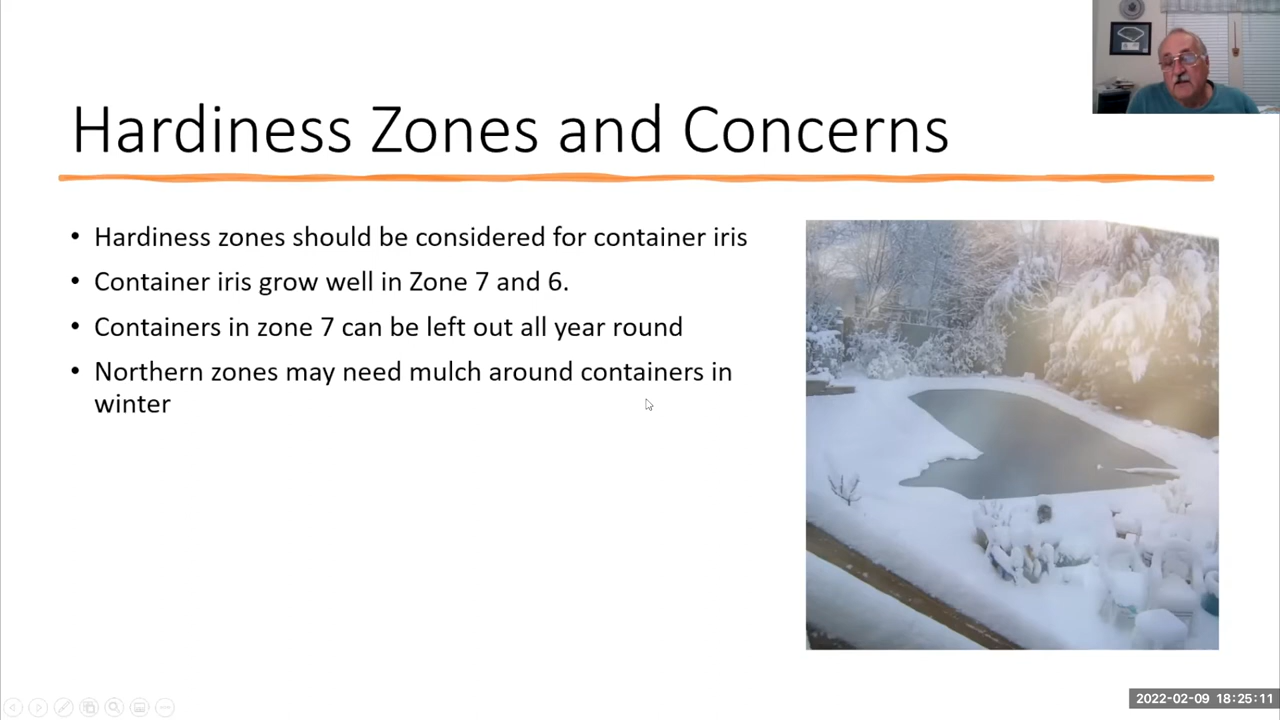 Hardiness Zones and Concerns
• Hardiness zones should be considered for container iris
• Container iris grow well in Zone 7 and 6.
• Containers in zone 7 can be left out all year round
• Northern zones may need mulch around containers in
winter
2022-02-09 18:25:11